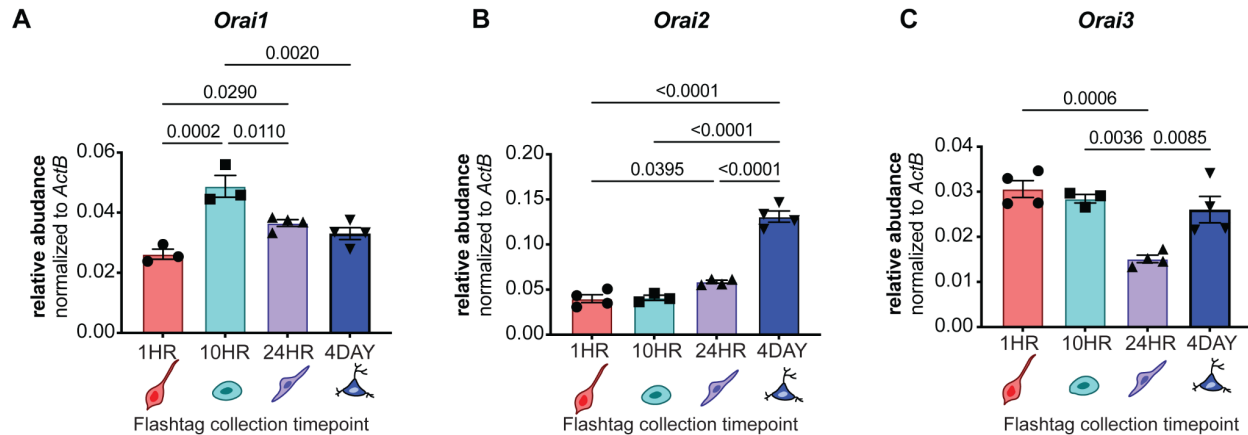 A
Orai1
0.0020
0.0290
0.0002
0.0110
relative abudance
normalized to ActB
0.06
0.04
0.02
0.00
1HR
10HR
24HR
4DAY
Flashtag collection timepoint
B
Orai2
<0.0001
<0.0001
0.0395
<0.0001
relative abudance
normalized to ActB
0.20
0.15
0.10
0.05
0.00
1HR
10HR
24HR
4DAY
Flashtag collection timepoint
C
Orai3
0.0006
0.0036
0.0085
relative abudance
normalized to ActB
0.04
0.03
0.02
0.01
0.00
1HR
10HR
24HR
4DAY
Flashtag collection timepoint